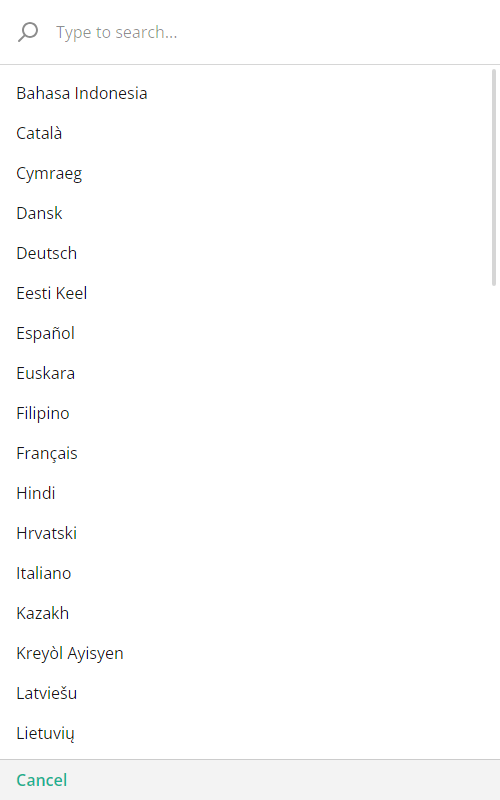 Type to search...
Bahasa Indonesia
Català
Cymraeg
Dansk
Deutsch
Eesti Keel
Español
Euskara
Filipino
Français
Hindi
Hrvatski
Italiano
Kazakh
Kreyòl Ayisyen
Latviešu
Lietuvių
Cancel